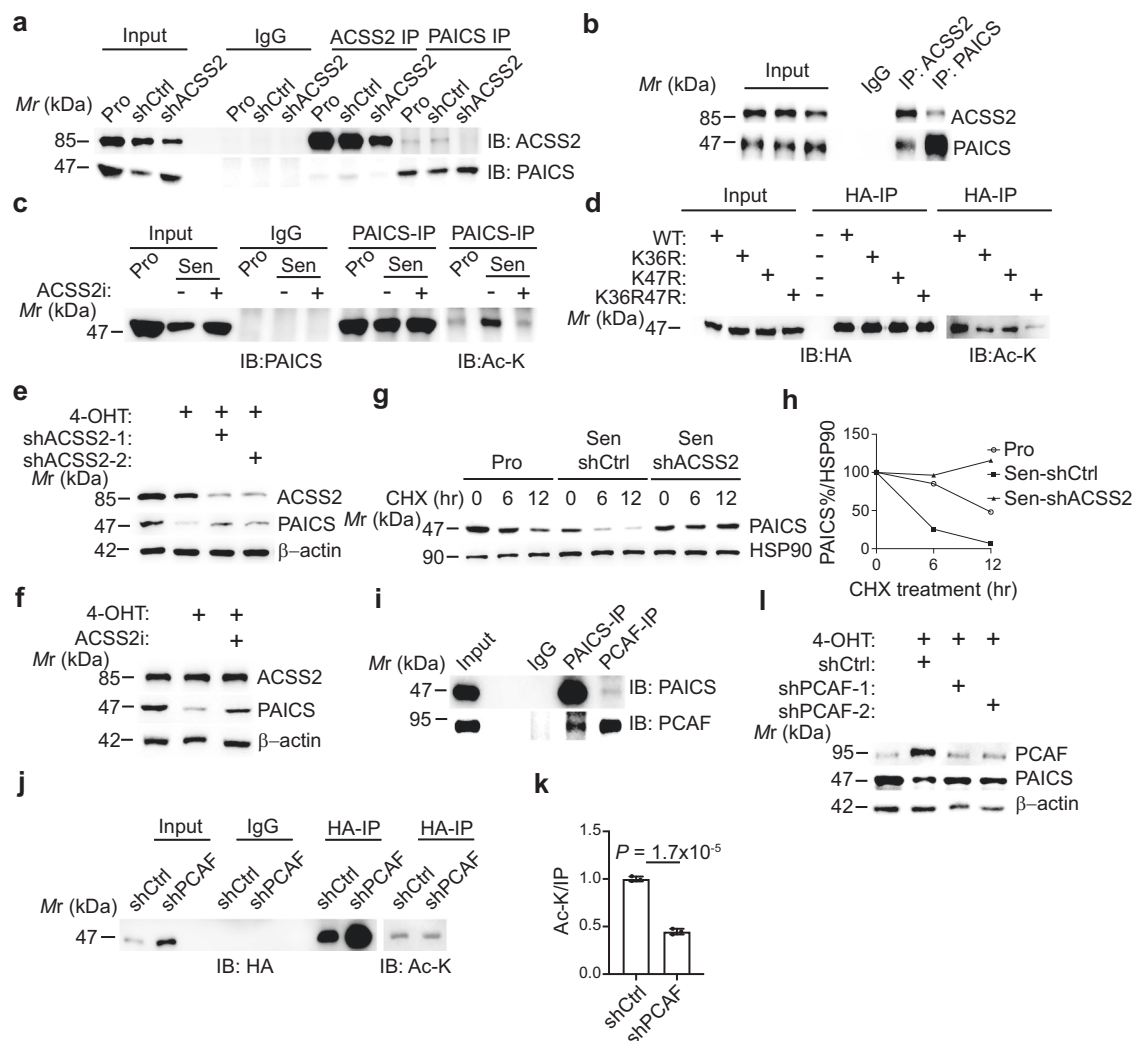 a
Input IgG ACSS2 IP PAICS IP
Mr (kDa) Pro shCtrl shACSS2 Pro shCtrl shACSS2 Pro shCtrl shACSS2 Pro shCtrl shACSS2
85 IB: ACSS2
47 IB: PAICS
b
Mr (kDa) Input IgG IP: ACSS2 IP: PAICS
85 ACSS2
47 PAICS
c
Input IgG PAICS-IP PAICS-IP
Pro Sen Pro Sen Pro Sen Pro Sen
ACSS2i: - + - + - + - +
Mr (kDa)
47
IB:PAICS IB:Ac-K
d
Input HA-IP HA-IP
WT: + - + +
K36R: + - + +
K47R: + - + +
K36R47R: + - + +
Mr (kDa)
47
IB:HA IB:Ac-K
e
4-OHT: + + +
shACSS2-1: +
shACSS2-2: +
Mr (kDa)
85 ACSS2
47 PAICS
42 β–actin
g
Sen Sen
Pro shCtrl shACSS2
CHX (hr) 0 6 12 0 6 12 0 6 12
Mr (kDa)
47 PAICS
90 HSP90
h
PAICS%/HSP90
150
100
50
0
0 6 12
CHX treatment (hr)
Pro
Sen-shCtrl
Sen-shACSS2
f
4-OHT: + +
ACSS2i: +
Mr (kDa)
85 ACSS2
47 PAICS
42 β–actin
i
Mr (kDa) Input IgG PAICS-IP PCAF-IP
47 IB: PAICS
95 IB: PCAF
l
4-OHT: + + +
shCtrl: +
shPCAF-1: +
shPCAF-2: +
Mr (kDa)
95 PCAF
47 PAICS
42 β–actin
j
Input IgG HA-IP HA-IP
Mr (kDa) shCtrl shPCAF shCtrl shPCAF shCtrl shPCAF shCtrl shPCAF
47
IB: HA IB: Ac-K
k
Ac-K/IP
1.5
1.0
0.5
0.0
P = 1.7x10-5
shCtrl shPCAF